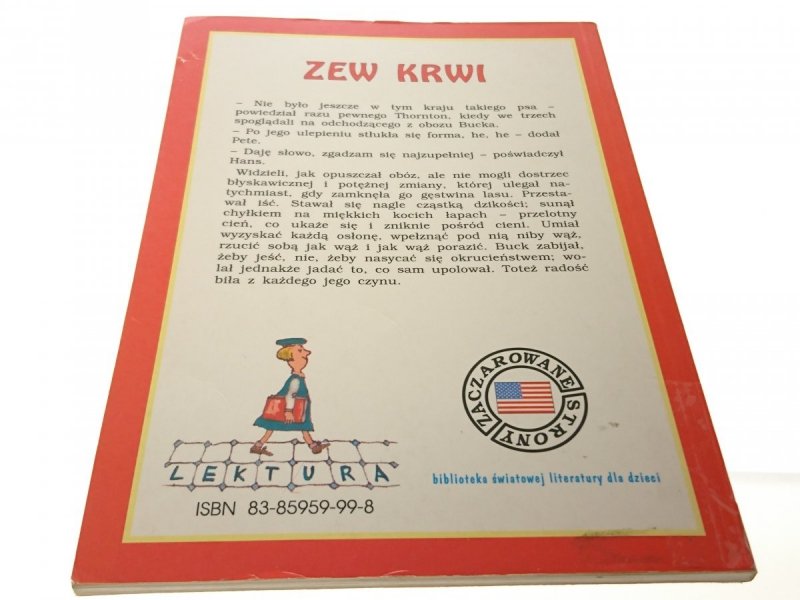 ZEW KRWI
– Nie było jeszcze w tym kraju takiego psa –
powiedział razu pewnego Thornton, kiedy we trzech
spoglądali na odchodzącego z obozu Bucka.
– Po jego ulepieniu stłukła się forma, he, he – dodał
Pete.
– Daję słowo, zgadzam się najzupełniej – poświadczył
Hans.
Widzieli, jak opuszczał obóz, ale nie mogli dostrzec
błyskawicznej i potężnej zmiany, której ulegał na-
tychmiast, gdy zamknęła go gęstwina lasu. Przesta-
wał iść. Stawał się nagle cząstką dzikości; sunął
chyłkiem na miękkich kocich łapach – przelotny
cień, co ukaże się i zniknie pośród cieni. Umiał
wyzyskać każdą osłonę, wpełznąć pod nią niby wąż,
rzucić sobą jak wąż i jak wąż porazić. Buck zabijał,
żeby jeść, nie, żeby nasycać się okrucieństwem; wo-
lał jednakże jadać to, co sam upolował. Toteż radość
biła z każdego jego czynu.
ZACZAROWANE STRONY
LEKTURA
biblioteka światowej literatury dla dzieci
ISBN 83-85959-99-8